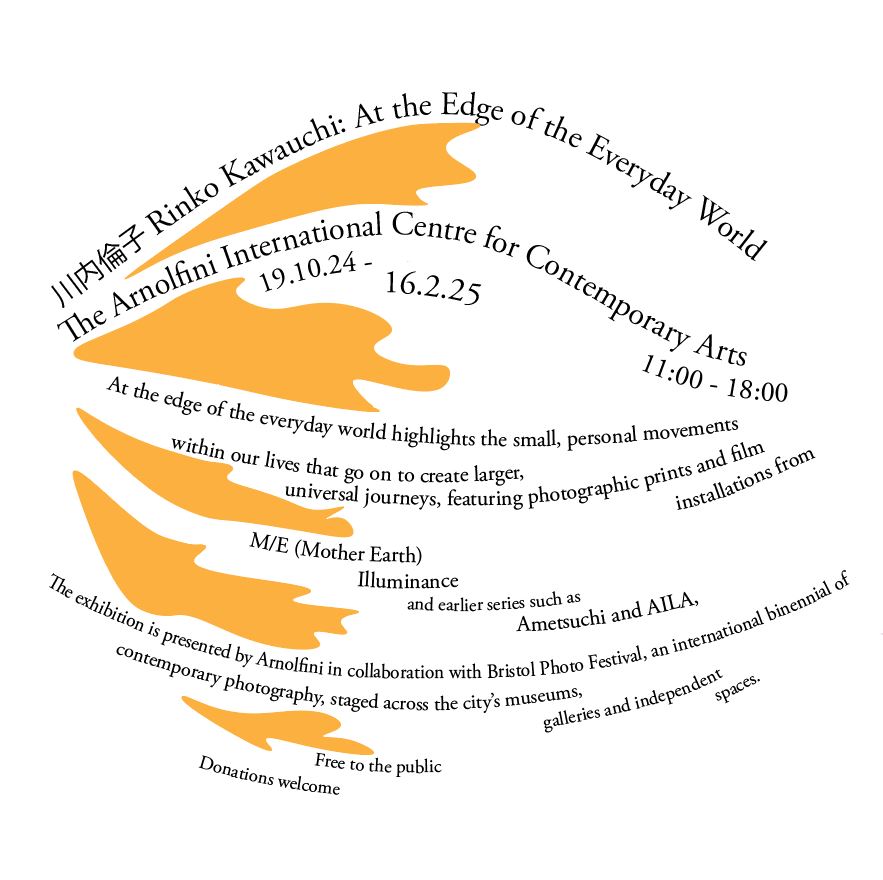 川内倫子 Rinko Kawauchi: At the Edge of the Everyday World
The Arnolfini International Centre for Contemporary Arts
19.10.24 -
16.2.25
11:00 - 18:00
At the edge of the everyday world highlights the small, personal movements
within our lives that go on to create larger,
universal journeys, featuring photographic prints and film
installations from
M/E (Mother Earth)
Illuminance
and earlier series such as
Ametsuchi and AILA,
The exhibition is presented by Arnolfini in collaboration with Bristol Photo Festival, an international binennial of
contemporary photography, staged across the city's museums,
galleries and independent
spaces.
Free to the public
Donations welcome